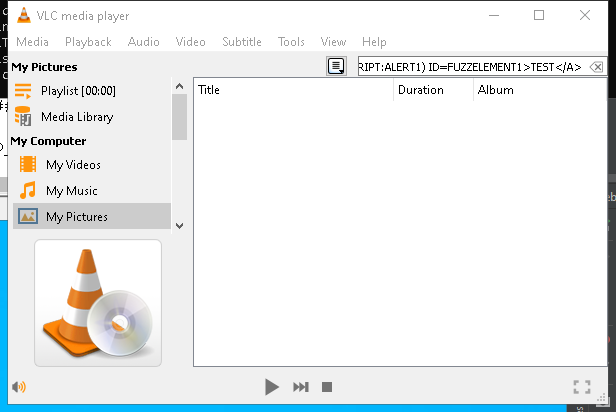 VLC media player
Media Playback Audio Video Subtitle Tools View Help
My Pictures
RIPT:ALERT1) ID=FUZZELEMENT1>TEST</A>
Playlist [00:00]
Media Library
My Computer
My Videos
My Music
My Pictures
Title Duration Album